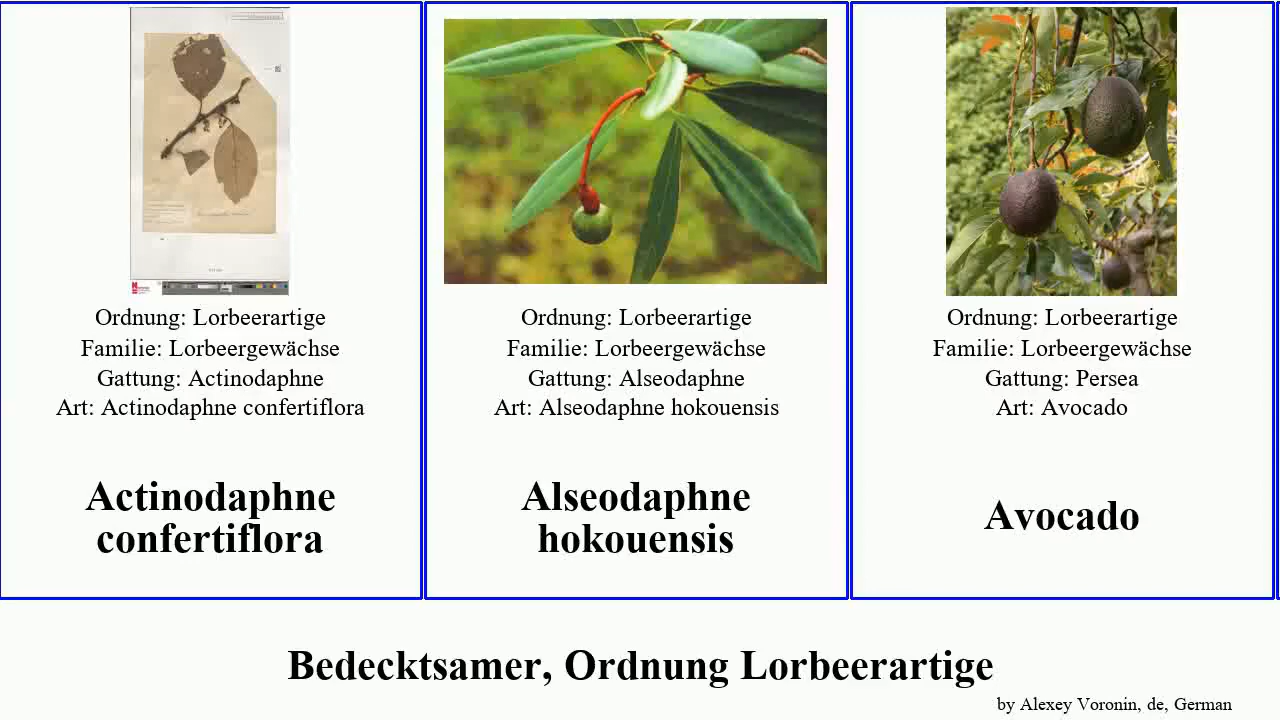 Ordnung: Lorbeerartige
Familie: Lorbeergewächse
Gattung: Actinodaphne
Art: Actinodaphne confertiflora
Actinodaphne
confertiflora
Ordnung: Lorbeerartige
Familie: Lorbeergewächse
Gattung: Alseodaphne
Art: Alseodaphne hokouensis
Alseodaphne
hokouensis
Ordnung: Lorbeerartige
Familie: Lorbeergewächse
Gattung: Persea
Art: Avocado
Avocado
Bedecktsamer, Ordnung Lorbeerartige
by Alexey Voronin, de, German